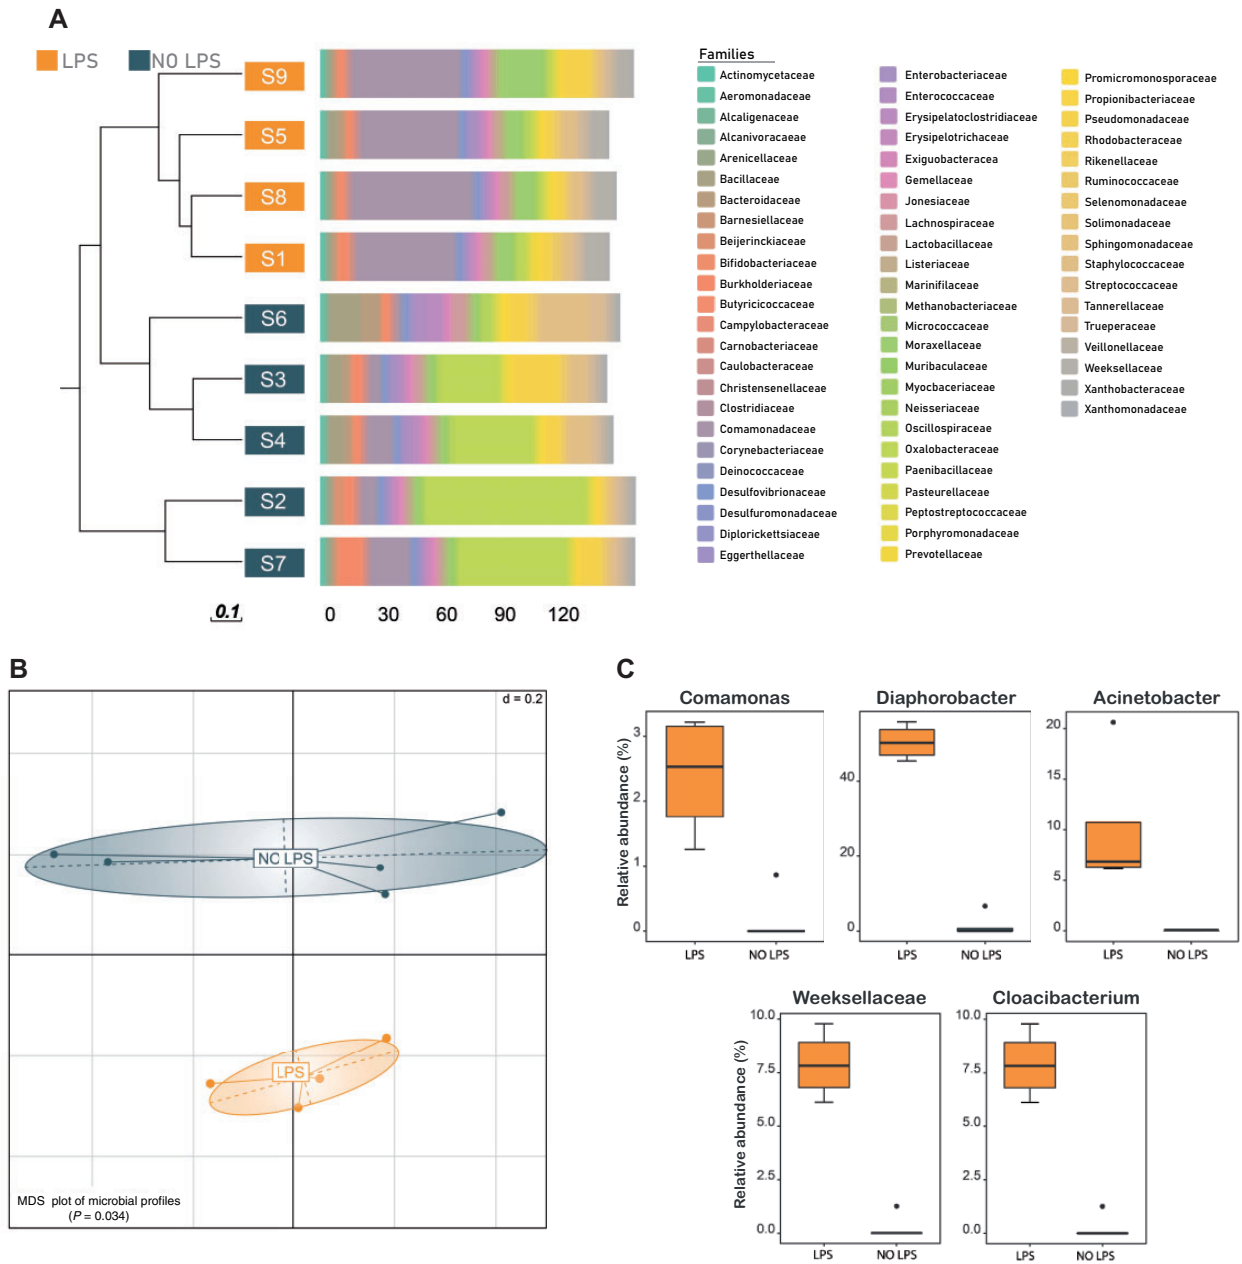 A
LPS
NO LPS
S9
S5
S8
S1
S6
S3
S4
S2
S7
0.1
0 30 60 90 120
Families
Actinomycetaceae
Aeromonadaceae
Alcaligenaceae
Alcanivoracaeae
Arenicellaceae
Bacillaceae
Bacteroidaceae
Barnesiellaceae
Beijerinckiaceae
Bifidobacteriaceae
Burkholderiaceae
Butyricicoccaceae
Campylobacteraceae
Carnobacteriaceae
Caulobacteraceae
Christensenellaceae
Clostridiaceae
Comamonadaceae
Corynebacteriaceae
Deinococcaceae
Desulfovibrionaceae
Desulfuromonadaceae
Diplorickettsiaceae
Eggerthellaceae
Enterobacteriaceae
Enterococcaceae
Erysipelatoclostridiaceae
Erysipelotrichaceae
Exiguobacteracea
Gemellaceae
Jonesiaceae
Lachnospiraceae
Lactobacillaceae
Listeriaceae
Marinifilaceae
Methanobacteriaceae
Micrococcaceae
Moraxellaceae
Muribaculaceae
Myocbacteriaceae
Neisseriaceae
Oscillospiraceae
Oxalobacteraceae
Paenibacillaceae
Pasteurellaceae
Peptostreptococcaceae
Porphyromonadaceae
Prevotellaceae
Promicromonosporaceae
Propionibacteriaceae
Pseudomonadaceae
Rhodobacteraceae
Rikenellaceae
Ruminococcaceae
Selenomonadaceae
Solimonadaceae
Sphingomonadaceae
Staphylococcaceae
Streptococcaceae
Tannerellaceae
Trueperaceae
Veillonellaceae
Weeksellaceae
Xanthobacteraceae
Xanthomonadaceae
B
d = 0.2
NO LPS
LPS
MDS plot of microbial profiles
(P = 0.034)
C
Comamonas
Relative abundance (%)
3
2
1
0
LPS NO LPS
Diaphorobacter
40
20
0
LPS NO LPS
Acinetobacter
20
15
10
5
0
LPS NO LPS
Weeksellaceae
Relative abundance (%)
10.0
7.5
5.0
2.5
0.0
LPS NO LPS
Cloacibacterium
10.0
7.5
5.0
2.5
0.0
LPS NO LPS